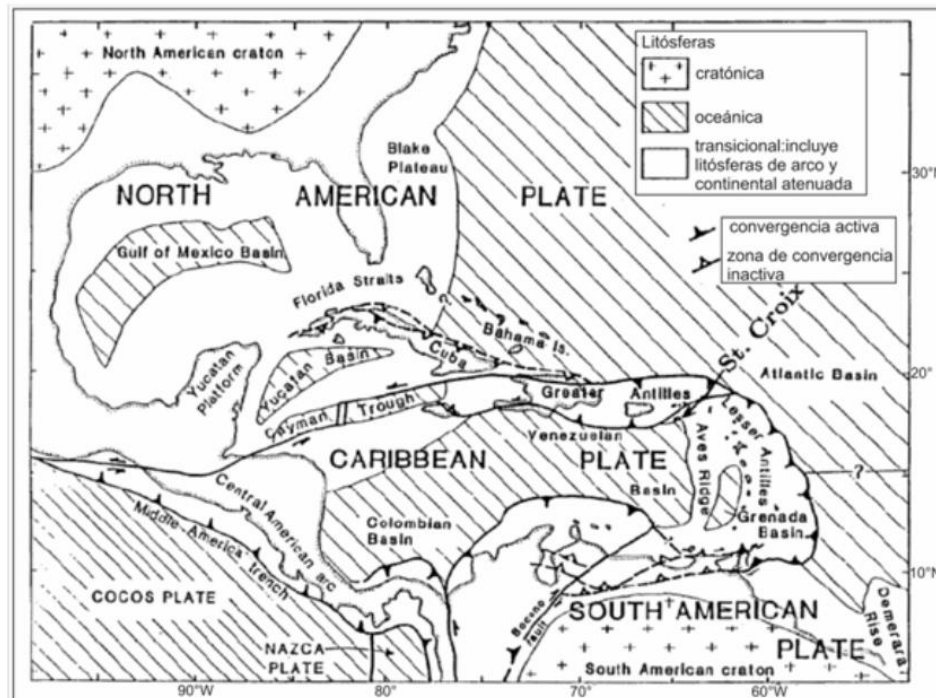 North American craton
Litósferas
cratónica
oceánica
transicional:incluye
litósferas de arco y
continental atenuada
Blake
Plateau
30°N
NORTH AMERICAN PLATE
convergencia activa
zona de convergencia
inactiva
Gulf of Mexico Basin
Florida Straits
?
Bahama Is.
St. Croix
Cuba
Yucatan
Platform
Yucatan Basin
Atlantic Basin
20°
Cayman Trough
Greater Antilles
Lesser
Antilles
Venezuelan
Basin
CARIBBEAN PLATE
Aves Ridge
?
Central American arc
Middle America trench
Colombian
Basin
Grenada
Basin
10°N
COCOS PLATE
Bocono
fault
SOUTH AMERICAN
PLATE
Demerara
Rise
NAZCA
PLATE
South American craton
90°W
80°
70°
60°W